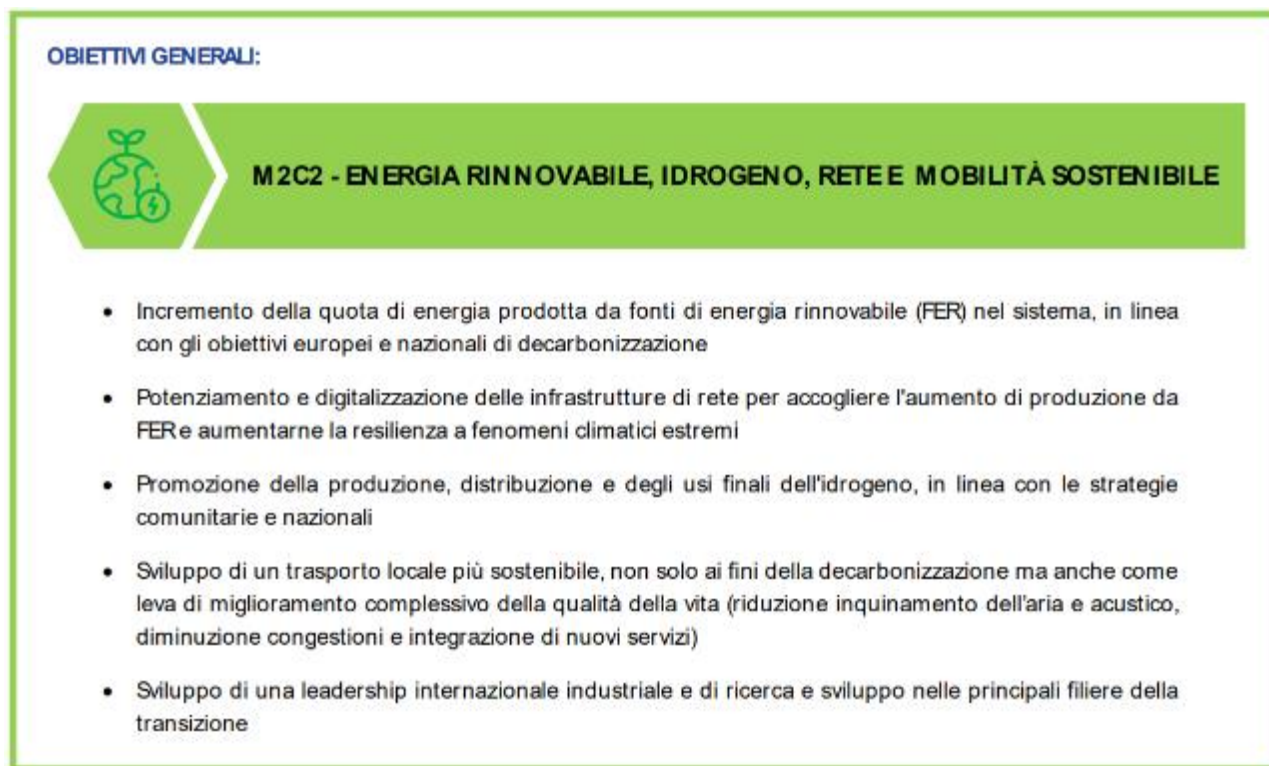 OBIETTIVI GENERALI:
M2C2 - ENERGIA RINNOVABILE, IDROGENO, RETE E MOBILITÀ SOSTENIBILE
• Incremento della quota di energia prodotta da fonti di energia rinnovabile (FER) nel sistema, in linea
con gli obiettivi europei e nazionali di decarbonizzazione
• Potenziamento e digitalizzazione delle infrastrutture di rete per accogliere l'aumento di produzione da
FER e aumentarne la resilienza a fenomeni climatici estremi
• Promozione della produzione, distribuzione e degli usi finali dell'idrogeno, in linea con le strategie
comunitarie e nazionali
• Sviluppo di un trasporto locale più sostenibile, non solo ai fini della decarbonizzazione ma anche come
leva di miglioramento complessivo della qualità della vita (riduzione inquinamento dell'aria e acustico,
diminuzione congestioni e integrazione di nuovi servizi)
• Sviluppo di una leadership internazionale industriale e di ricerca e sviluppo nelle principali filiere della
transizione